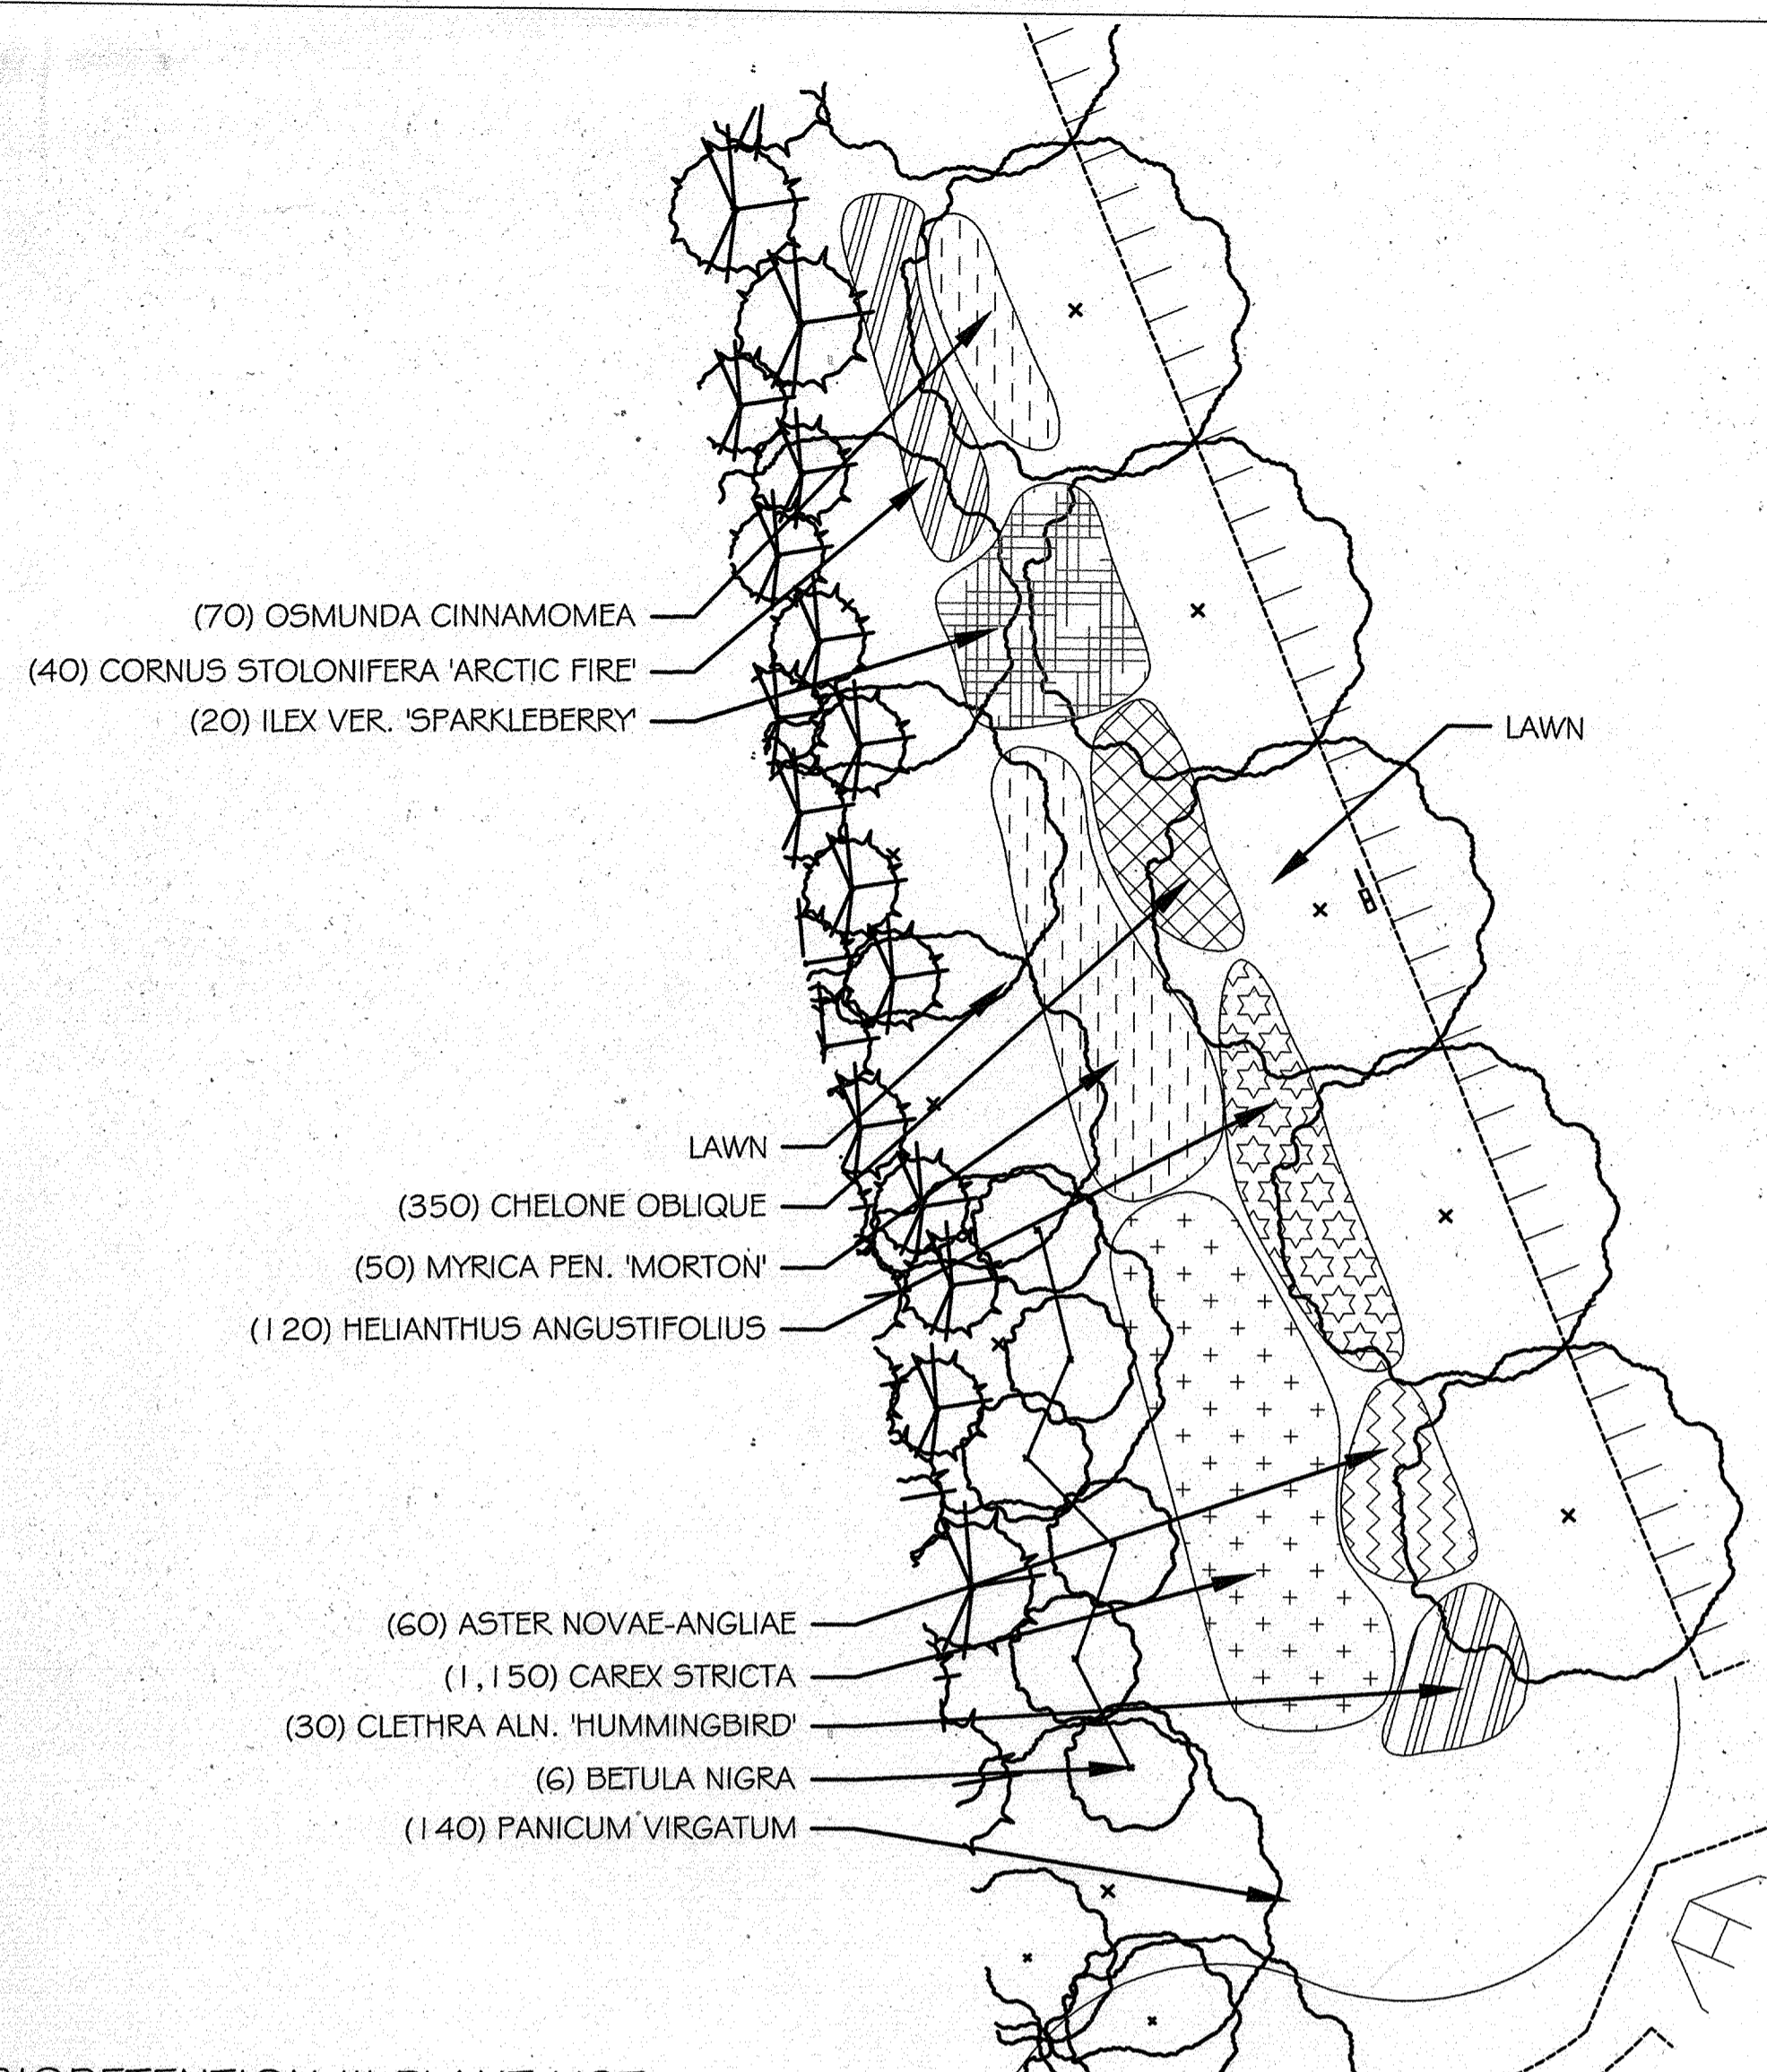 (70) OSMUNDA CINNAMOMEA
(40) CORNUS STOLONIFERA 'ARCTIC FIRE'
(20) ILEX VER. 'SPARKLEBERRY'
LAWN
LAWN
(350) CHELONE OBLIQUE
(50) MYRICA PEN. 'MORTON'
(120) HELIANTHUS ANGUSTIFOLIUS
(60) ASTER NOVAE-ANGLIAE
(1,150) CAREX STRICTA
(30) CLETHRA ALN. 'HUMMINGBIRD'
(6) BETULA NIGRA
(140) PANICUM VIRGATUM